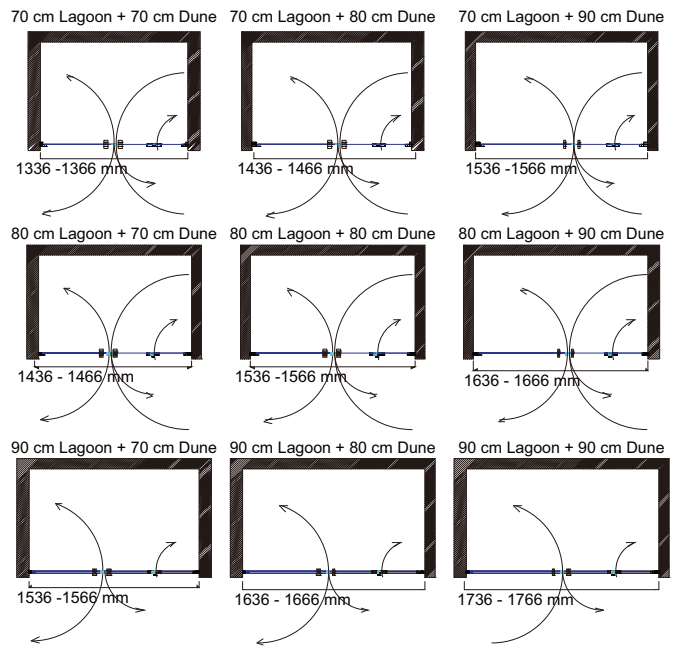 70 cm Lagoon + 70 cm Dune
70 cm Lagoon + 80 cm Dune
70 cm Lagoon + 90 cm Dune
1336 -1366 mm
1436 - 1466 mm
1536 -1566 mm
80 cm Lagoon + 70 cm Dune
80 cm Lagoon + 80 cm Dune
80 cm Lagoon + 90 cm Dune
1436 - 1466 mm
1536 -1566 mm
1636 - 1666 mm
90 cm Lagoon + 70 cm Dune
90 cm Lagoon + 80 cm Dune
90 cm Lagoon + 90 cm Dune
1536 -1566 mm
1636 - 1666 mm
1736 - 1766 mm